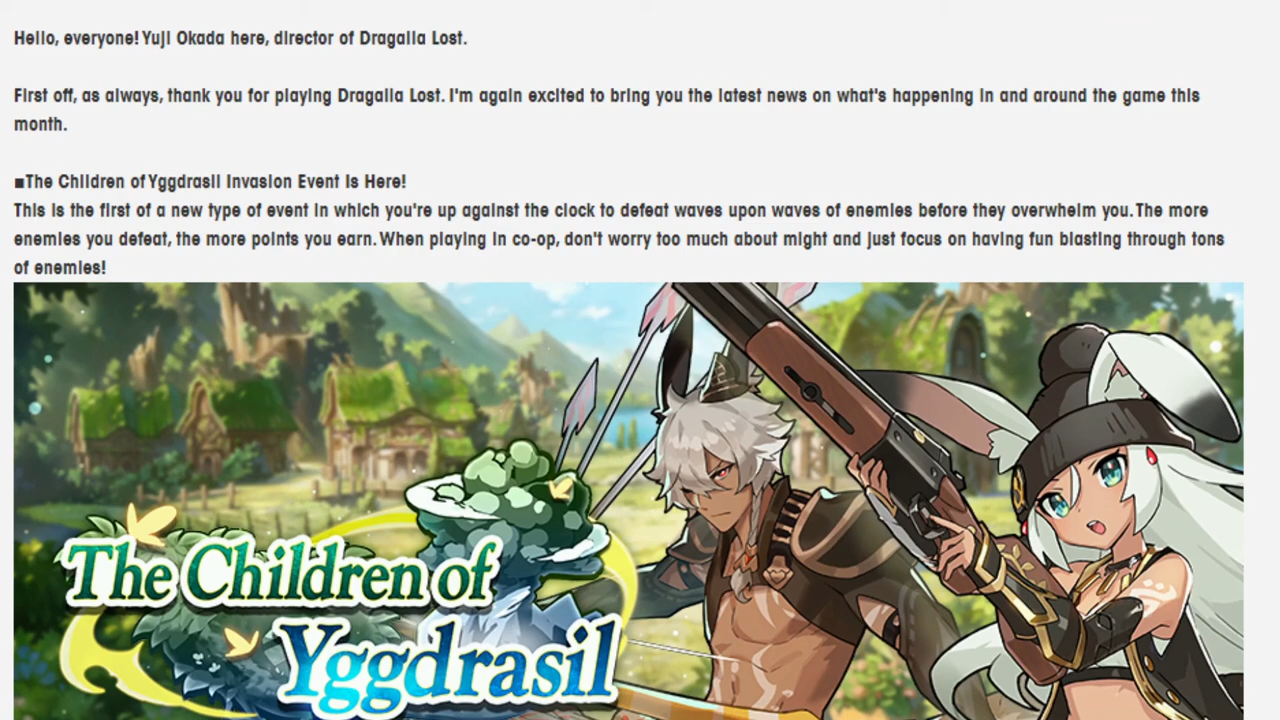 Hello, everyone! Yuji Okada here, director of Dragalia Lost.
First off, as always, thank you for playing Dragalia Lost. I'm again excited to bring you the latest news on what's happening in and around the game this
month.
■The Children of Yggdrasil Invasion Event Is Here!
This is the first of a new type of event in which you're up against the clock to defeat waves upon waves of enemies before they overwhelm you. The more
enemies you defeat, the more points you earn. When playing in co-op, don't worry too much about might and just focus on having fun blasting through tons
of enemies!
The Children of
Yggdrasil